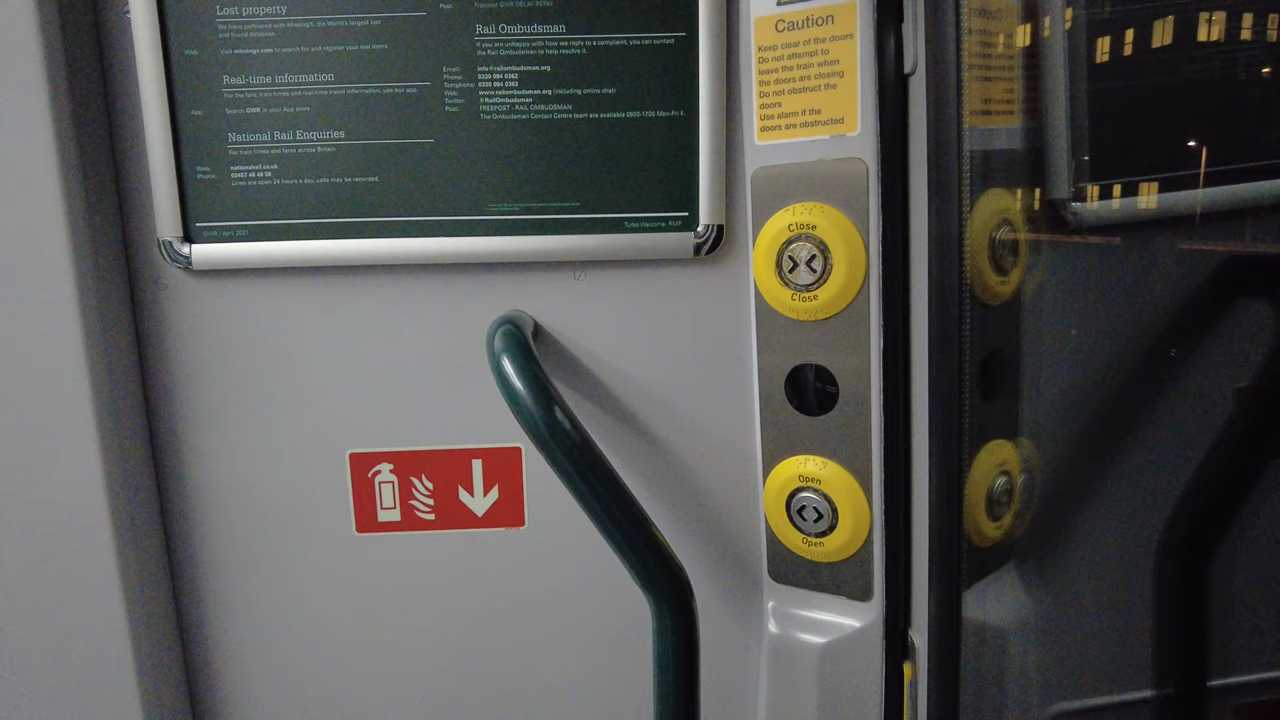 Lost property
We have partnered with MissingX, the World's largest lost
and found database.
Web: Visit missingx.com to search for and register your lost items
Real-time information
For the fares, train times and real-time travel information, use our app.
App: Search GWR in your App store
National Rail Enquiries
For train times and fares across Britain
Web: nationalrail.co.uk
Phone: 03457 48 49 50
Lines are open 24 hours a day, calls may be recorded.
GWR / April 2021
Post: Freepost GWR DELAY REPAY
Rail Ombudsman
If you are unhappy with how we reply to a complaint, you can contact
the Rail Ombudsman to help resolve it.
Email: info@railombudsman.org
Phone: 0330 094 0362
Textphone: 0330 094 0363
Web: www.railombudsman.org (including online chat)
Twitter: @RailOmbudsman
Post: FREEPOST - RAIL OMBUDSMAN
The Ombudsman Contact Centre team are available 0900-1700 Mon-Fri
Turbo Welcome
Caution
Keep clear of the doors
Do not attempt to
leave the train when
the doors are closing
Do not obstruct the
doors
Use alarm if the
doors are obstructed
Close
Close
Open
Open